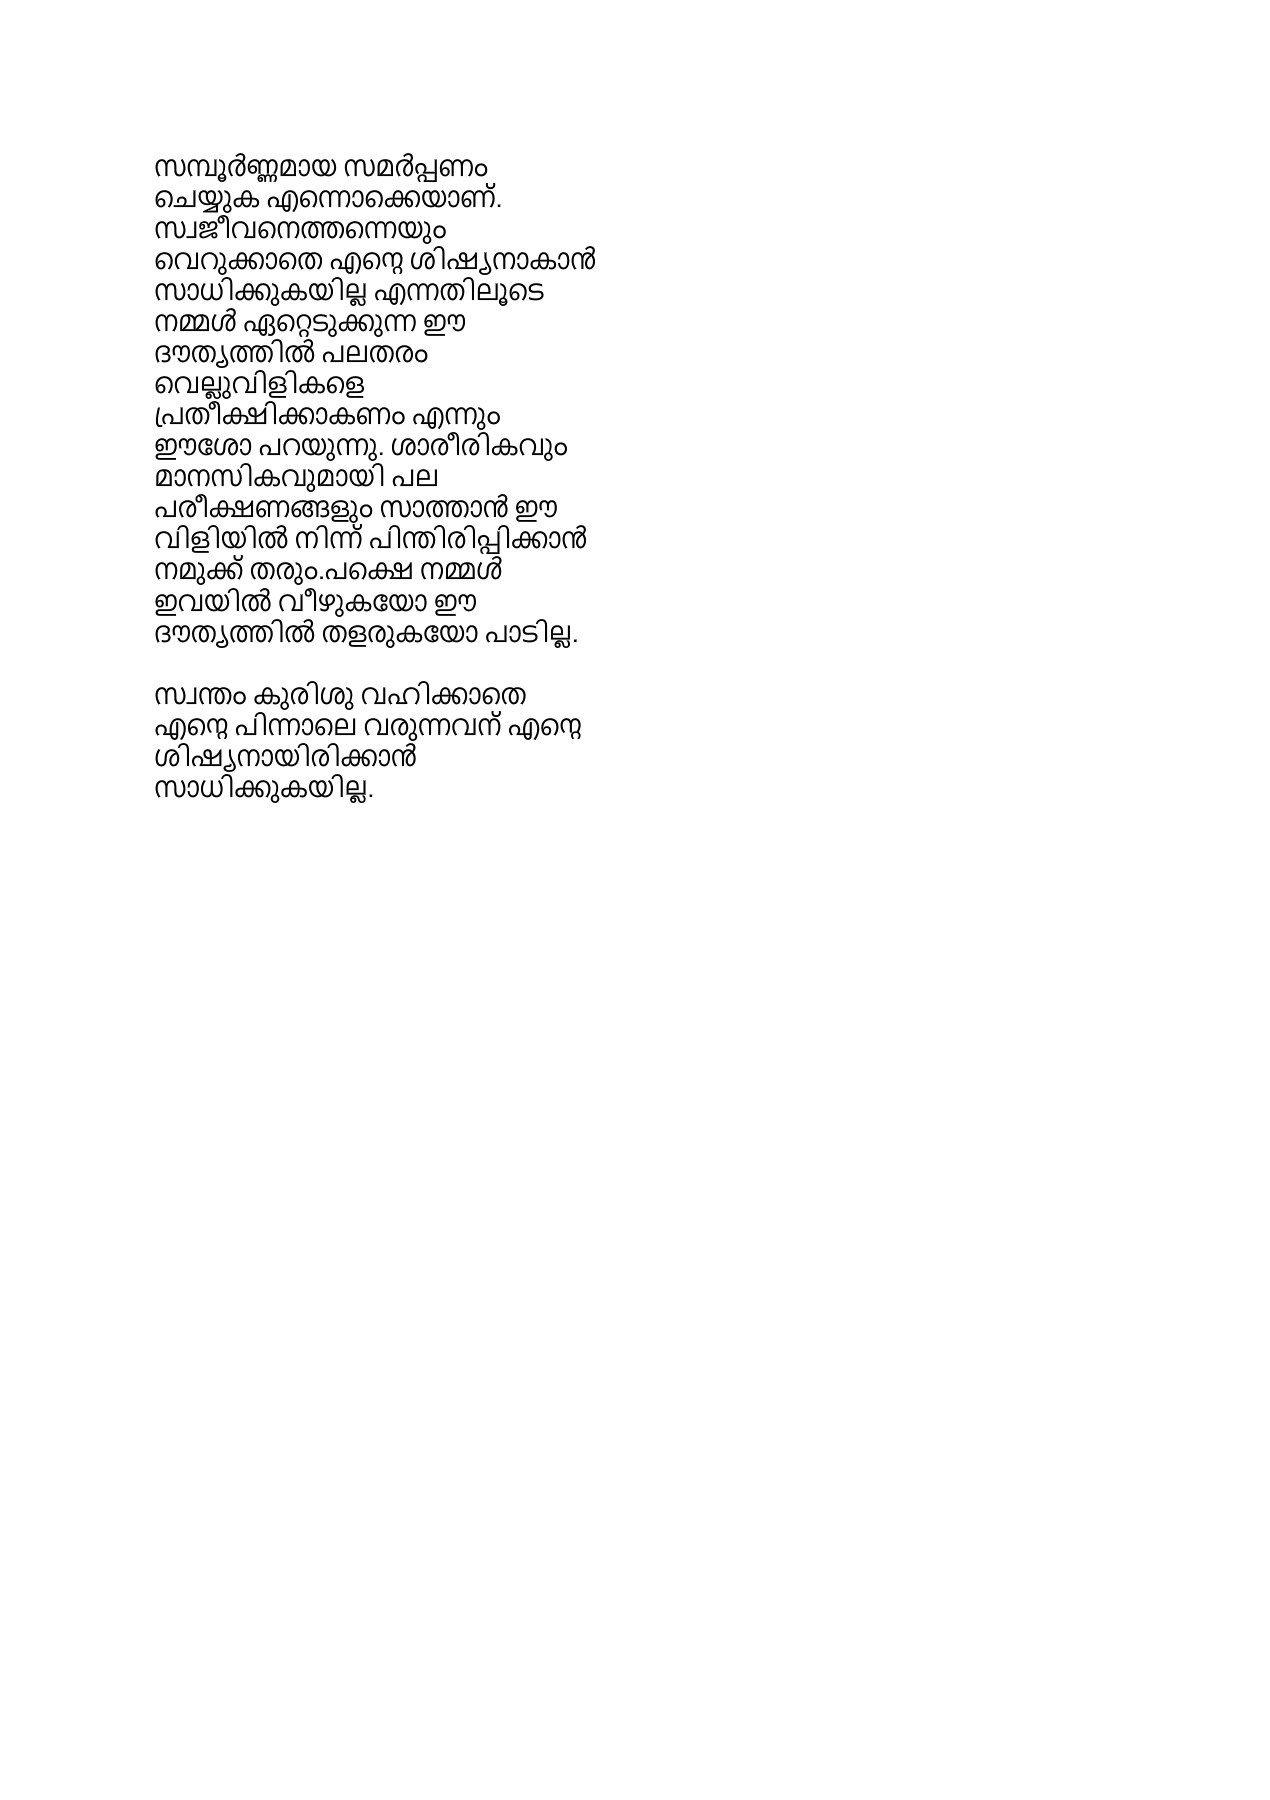 സമ്പൂർണ്ണമായ സമർപ്പണം
ചെയ്യുക എന്നൊക്കെയാണ്.
സ്വജീവനെത്തന്നെയും
വെറുക്കാതെ എന്റെ ശിഷ്യനാകാൻ
സാധിക്കുകയില്ല എന്നതിലൂടെ
നമ്മൾ ഏറ്റെടുക്കുന്ന ഈ
ദൗത്യത്തിൽ പലതരം
വെല്ലുവിളികളെ
പ്രതീക്ഷിക്കാകണം എന്നും
ഈശോ പറയുന്നു. ശാരീരികവും
മാനസികവുമായി പല
പരീക്ഷണങ്ങളും സാത്താൻ ഈ
വിളിയിൽ നിന്ന് പിന്തിരിപ്പിക്കാൻ
നമുക്ക് തരും.പക്ഷെ നമ്മൾ
ഇവയിൽ വീഴുകയോ ഈ
ദൗത്യത്തിൽ തളരുകയോ പാടില്ല.
സ്വന്തം കുരിശു വഹിക്കാതെ
എന്റെ പിന്നാലെ വരുന്നവന് എന്റെ
ശിഷ്യനായിരിക്കാൻ
സാധിക്കുകയില്ല.